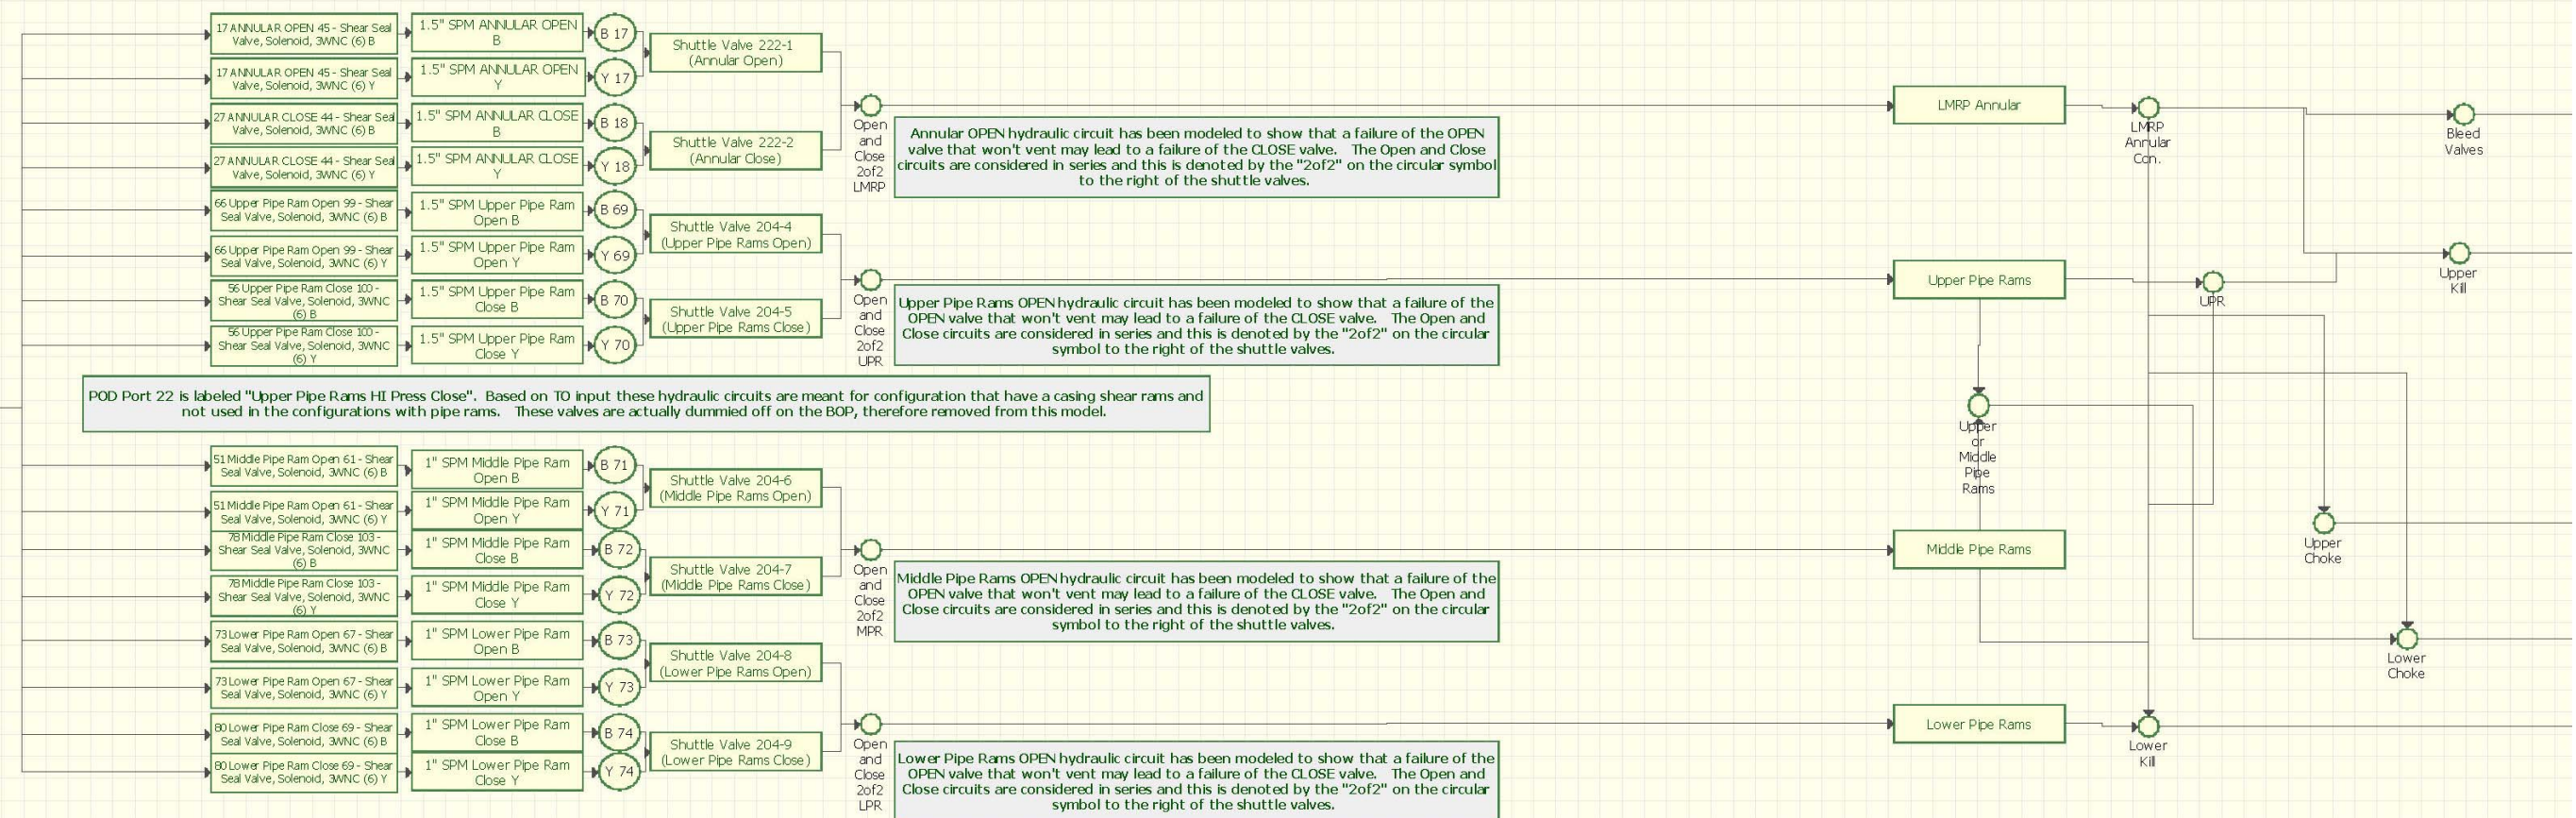 17 ANNULAR OPEN 45 - Shear Seal
Valve, Solenoid, 3WNC (6) B
1.5" SPM ANNULAR OPEN
B
B 17
17 ANNULAR OPEN 45 - Shear Seal
Valve, Solenoid, 3WNC (6) Y
1.5" SPM ANNULAR OPEN
Y
Y 17
Shuttle Valve 222-1
(Annular Open)
27 ANNULAR CLOSE 44 - Shear Seal
Valve, Solenoid, 3WNC (6) B
1.5" SPM ANNULAR CLOSE
B
B 18
27 ANNULAR CLOSE 44 - Shear Seal
Valve, Solenoid, 3WNC (6) Y
1.5" SPM ANNULAR CLOSE
Y
Y 18
Shuttle Valve 222-2
(Annular Close)
Open
and
Close
2of2
LMRP
Annular OPEN hydraulic circuit has been modeled to show that a failure of the OPEN
valve that won't vent may lead to a failure of the CLOSE valve. The Open and Close
circuits are considered in series and this is denoted by the "2of2" on the circular symbol
to the right of the shuttle valves.
LMRP Annular
LMRP
Annular
Con.
Bleed
Valves
66 Upper Pipe Ram Open 99 - Shear
Seal Valve, Solenoid, 3WNC (6) B
1.5" SPM Upper Pipe Ram
Open B
B 69
66 Upper Pipe Ram Open 99 - Shear
Seal Valve, Solenoid, 3WNC (6) Y
1.5" SPM Upper Pipe Ram
Open Y
Y 69
Shuttle Valve 204-4
(Upper Pipe Rams Open)
56 Upper Pipe Ram Close 100 -
Shear Seal Valve, Solenoid, 3WNC
(6) B
1.5" SPM Upper Pipe Ram
Close B
B 70
56 Upper Pipe Ram Close 100 -
Shear Seal Valve, Solenoid, 3WNC
(6) Y
1.5" SPM Upper Pipe Ram
Close Y
Y 70
Shuttle Valve 204-5
(Upper Pipe Rams Close)
Open
and
Close
2of2
UPR
Upper Pipe Rams OPEN hydraulic circuit has been modeled to show that a failure of the
OPEN valve that won't vent may lead to a failure of the CLOSE valve. The Open and
Close circuits are considered in series and this is denoted by the "2of2" on the circular
symbol to the right of the shuttle valves.
Upper Pipe Rams
UPR
Upper
Kill
POD Port 22 is labeled "Upper Pipe Rams HI Press Close". Based on TO input these hydraulic circuits are meant for configuration that have a casing shear rams and
not used in the configurations with pipe rams. These valves are actually dummied off on the BOP, therefore removed from this model.
Upper
or
Middle
Pipe
Rams
51 Middle Pipe Ram Open 61 - Shear
Seal Valve, Solenoid, 3WNC (6) B
1" SPM Middle Pipe Ram
Open B
B 71
51 Middle Pipe Ram Open 61 - Shear
Seal Valve, Solenoid, 3WNC (6) Y
1" SPM Middle Pipe Ram
Open Y
Y 71
Shuttle Valve 204-6
(Middle Pipe Rams Open)
78 Middle Pipe Ram Close 103 -
Shear Seal Valve, Solenoid, 3WNC
(6) B
1" SPM Middle Pipe Ram
Close B
B 72
78 Middle Pipe Ram Close 103 -
Shear Seal Valve, Solenoid, 3WNC
(6) Y
1" SPM Middle Pipe Ram
Close Y
Y 72
Shuttle Valve 204-7
(Middle Pipe Rams Close)
Open
and
Close
2of2
MPR
Middle Pipe Rams OPEN hydraulic circuit has been modeled to show that a failure of the
OPEN valve that won't vent may lead to a failure of the CLOSE valve. The Open and
Close circuits are considered in series and this is denoted by the "2of2" on the circular
symbol to the right of the shuttle valves.
Middle Pipe Rams
Upper
Choke
Lower
Choke
73 Lower Pipe Ram Open 67 - Shear
Seal Valve, Solenoid, 3WNC (6) B
1" SPM Lower Pipe Ram
Open B
B 73
73 Lower Pipe Ram Open 67 - Shear
Seal Valve, Solenoid, 3WNC (6) Y
1" SPM Lower Pipe Ram
Open Y
Y 73
Shuttle Valve 204-8
(Lower Pipe Rams Open)
80 Lower Pipe Ram Close 69 - Shear
Seal Valve, Solenoid, 3WNC (6) B
1" SPM Lower Pipe Ram
Close B
B 74
80 Lower Pipe Ram Close 69 - Shear
Seal Valve, Solenoid, 3WNC (6) Y
1" SPM Lower Pipe Ram
Close Y
Y 74
Shuttle Valve 204-9
(Lower Pipe Rams Close)
Open
and
Close
2of2
LPR
Lower Pipe Rams OPEN hydraulic circuit has been modeled to show that a failure of the
OPEN valve that won't vent may lead to a failure of the CLOSE valve. The Open and
Close circuits are considered in series and this is denoted by the "2of2" on the circular
symbol to the right of the shuttle valves.
Lower Pipe Rams
Lower
Kill